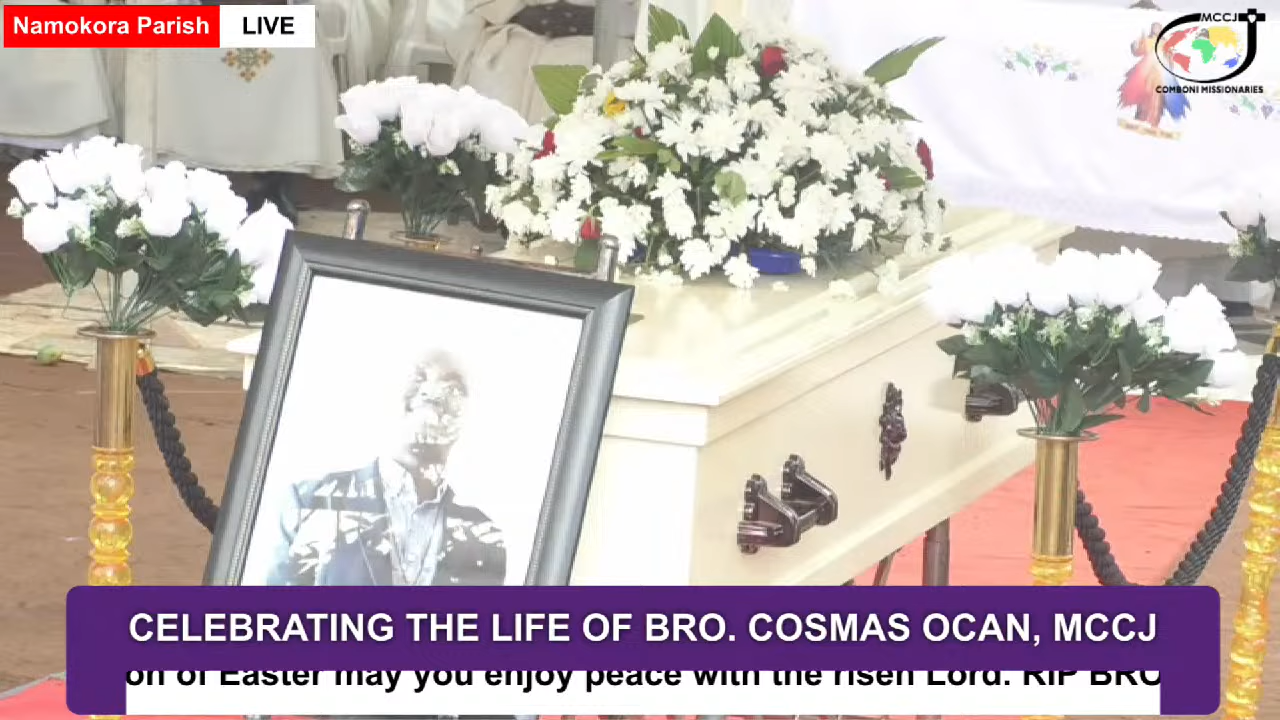 Namokora Parish LIVE
MCCJ
COMBONI MISSIONARIES
CELEBRATING THE LIFE OF BRO. COSMAS OCAN, MCCJ
on of Easter may you enjoy peace with the risen Lord. RIP BRO